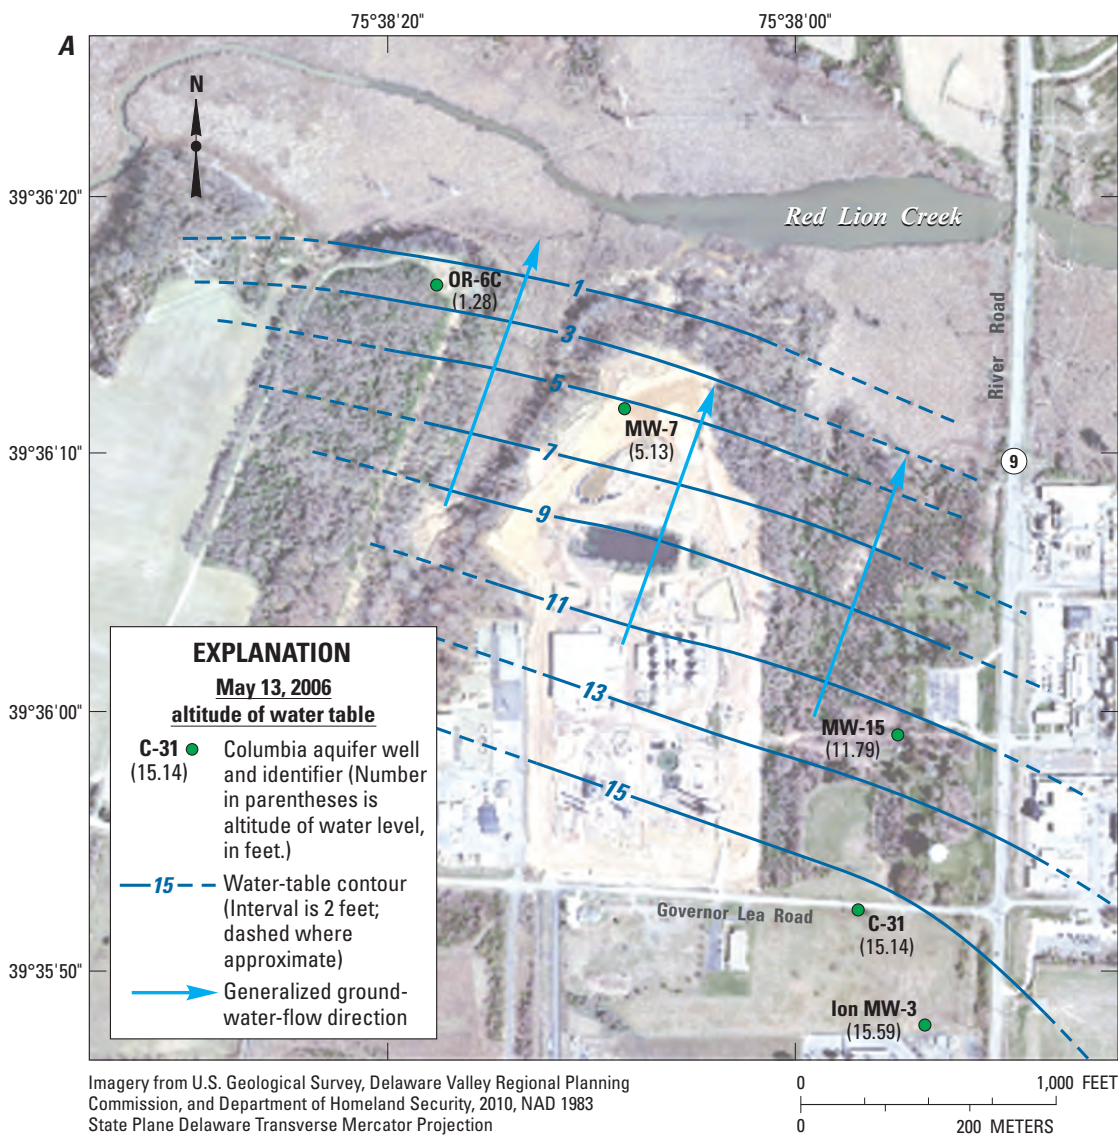 A
75°38'20"
75°38'00"
N
39°36'20"
39°36'10"
39°36'00"
39°35'50"
Red Lion Creek
River Road
9
OR-6C
(1.28)
MW-7
(5.13)
MW-15
(11.79)
C-31
(15.14)
Ion MW-3
(15.59)
1
3
5
7
9
11
13
15
Governor Lea Road
EXPLANATION
May 13, 2006
altitude of water table
C-31
(15.14)
Columbia aquifer well
and identifier (Number
in parentheses is
altitude of water level,
in feet.)
15
Water-table contour
(Interval is 2 feet;
dashed where
approximate)
Generalized ground-
water-flow direction
Imagery from U.S. Geological Survey, Delaware Valley Regional Planning
Commission, and Department of Homeland Security, 2010, NAD 1983
State Plane Delaware Transverse Mercator Projection
0 1,000 FEET
0 200 METERS